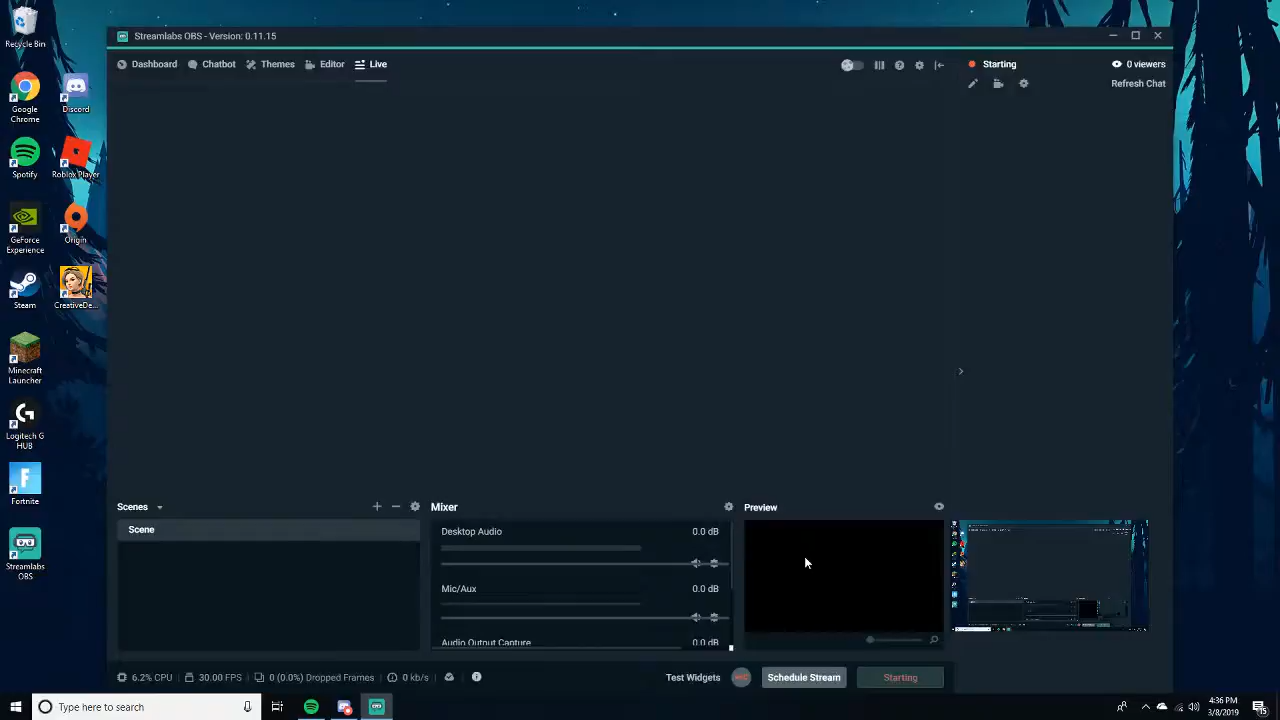 Recycle Bin
Google Chrome
Discord
Spotify
Roblox Player
GeForce Experience
Origin
Steam
CreativeDe...
Minecraft Launcher
Logitech G HUB
Fortnite
Streamlabs OBS
Streamlabs OBS - Version: 0.11.15
Dashboard
Chatbot
Themes
Editor
Live
Starting
0 viewers
Refresh Chat
Scenes
Scene
Mixer
Desktop Audio 0.0 dB
Mic/Aux 0.0 dB
Audio Output Capture 0.0 dB
Preview
6.2% CPU
30.00 FPS
0 (0.0%) Dropped Frames
0 kb/s
Test Widgets
REC
Schedule Stream
Starting
Type here to search
4:36 PM
3/8/2019